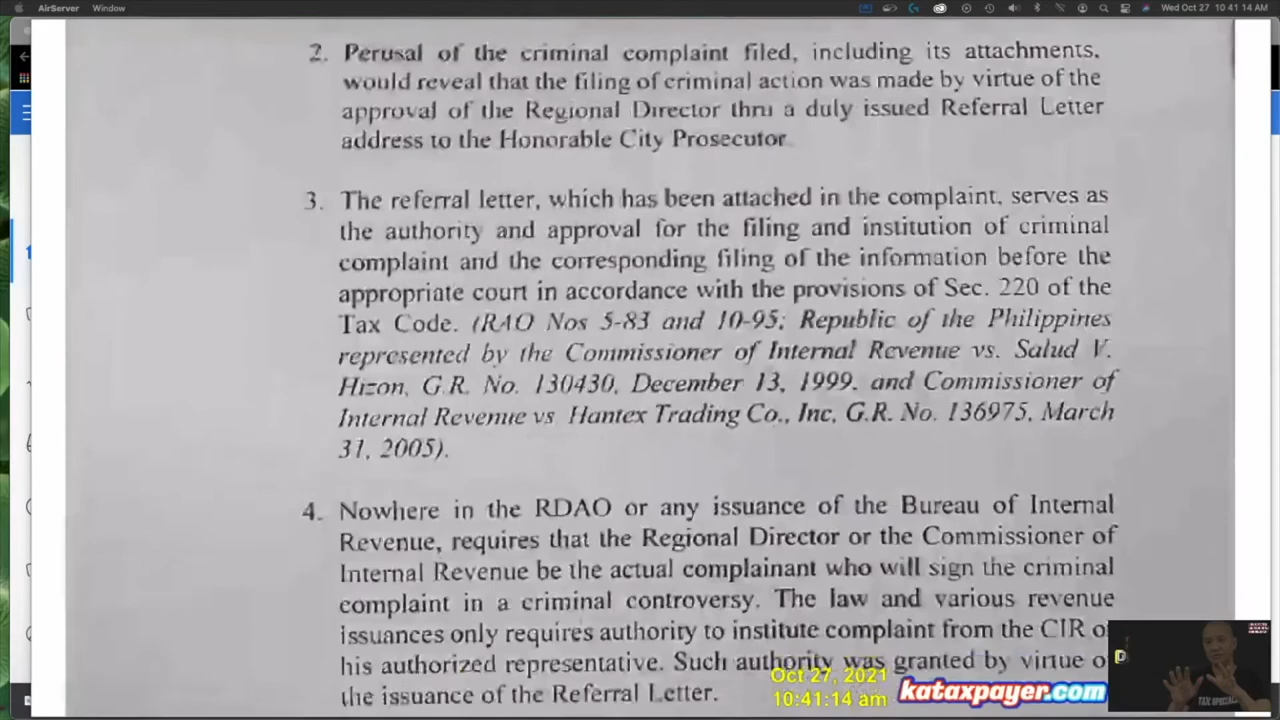 AirServer Window Wed Oct 27 10:41:14 AM
2. Perusal of the criminal complaint filed, including its attachments,
would reveal that the filing of criminal action was made by virtue of the
approval of the Regional Director thru a duly issued Referral Letter
address to the Honorable City Prosecutor
3. The referral letter, which has been attached in the complaint, serves as
the authority and approval for the filing and institution of criminal
complaint and the corresponding filing of the information before the
appropriate court in accordance with the provisions of Sec. 220 of the
Tax Code. (RAO Nos 5-83 and 10-95; Republic of the Philippines
represented by the Commissioner of Internal Revenue vs. Salud V.
Hizon, G.R. No. 130430, December 13, 1999. and Commissioner of
Internal Revenue vs Hantex Trading Co., Inc, G.R. No. 136975, March
31, 2005).
4. Nowhere in the RDAO or any issuance of the Bureau of Internal
Revenue, requires that the Regional Director or the Commissioner of
Internal Revenue be the actual complainant who will sign the criminal
complaint in a criminal controversy. The law and various revenue
issuances only requires authority to institute complaint from the CIR o
his authorized representative. Such authority was granted by virtue o
the issuance of the Referral Letter.
Oct 27, 2021
10:41:14 am
kataxpayer.com